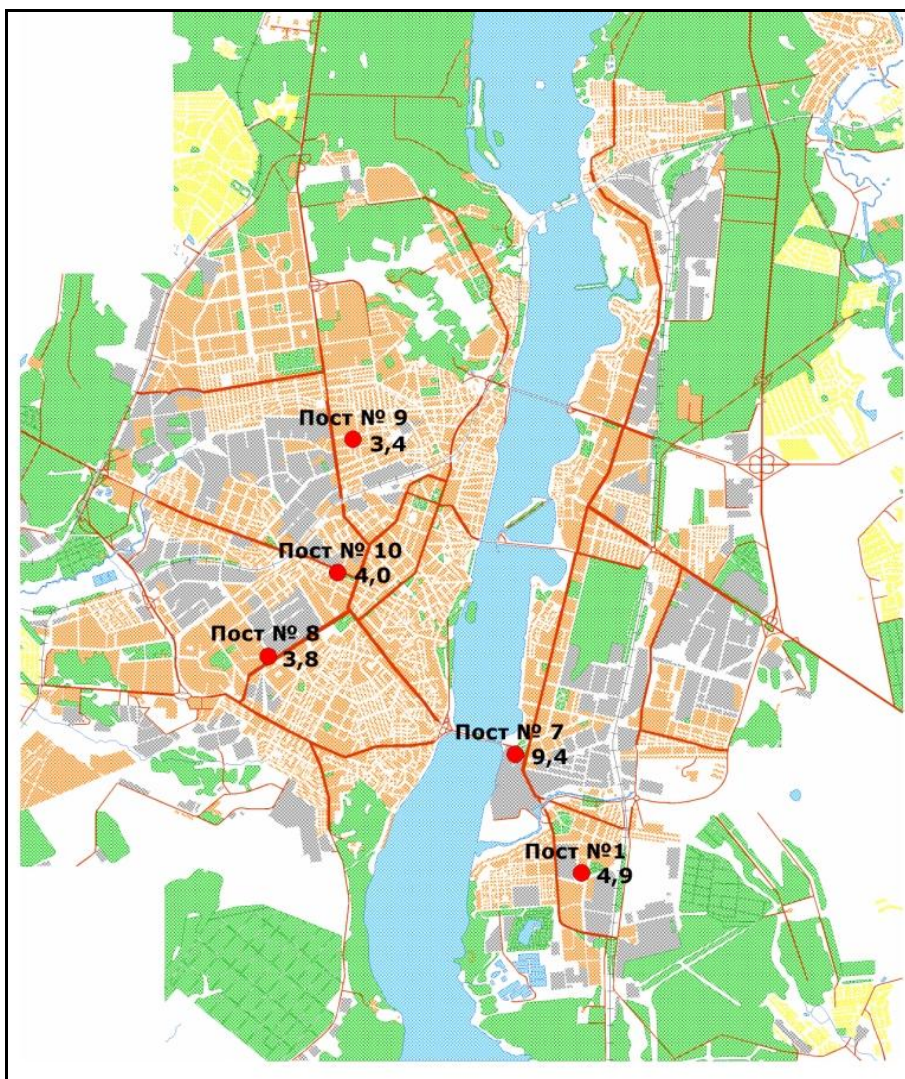 Пост № 9
3,4
Пост № 10
4,0
Пост № 8
3,8
Пост № 7
9,4
Пост №1
4,9